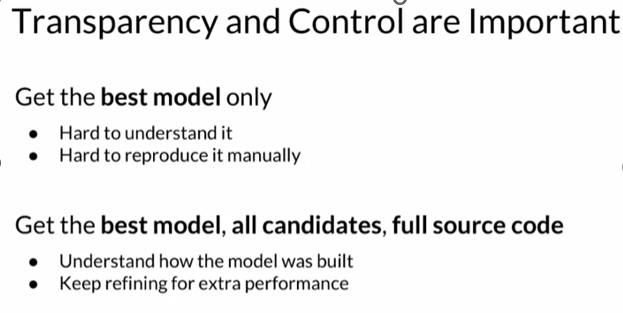 Transparency and Control are Important
Get the best model only
● Hard to understand it
● Hard to reproduce it manually
Get the best model, all candidates, full source code
● Understand how the model was built
● Keep refining for extra performance